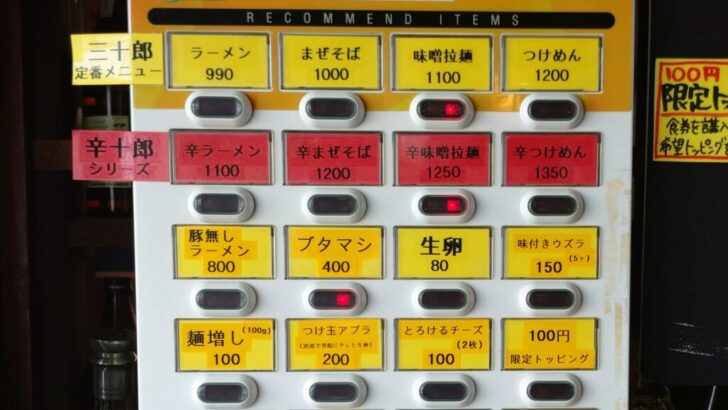 RECOMMEND ITEMS
三十郎
定番メニュー
ラーメン
990
まぜそば
1000
味噌拉麺
1100
つけめん
1200
辛十郎
シリーズ
辛ラーメン
1100
辛まぜそば
1200
辛味噌拉麺
1250
辛つけめん
1350
豚無し
ラーメン
800
ブタマシ
400
生卵
80
味付きウズラ
(5ヶ)
150
麺増し(100g)
100
つけ玉アブラ
200
とろけるチーズ
(2枚)
100
100円
限定トッピング
100円
限定ト
食券を購入
希望トッピング